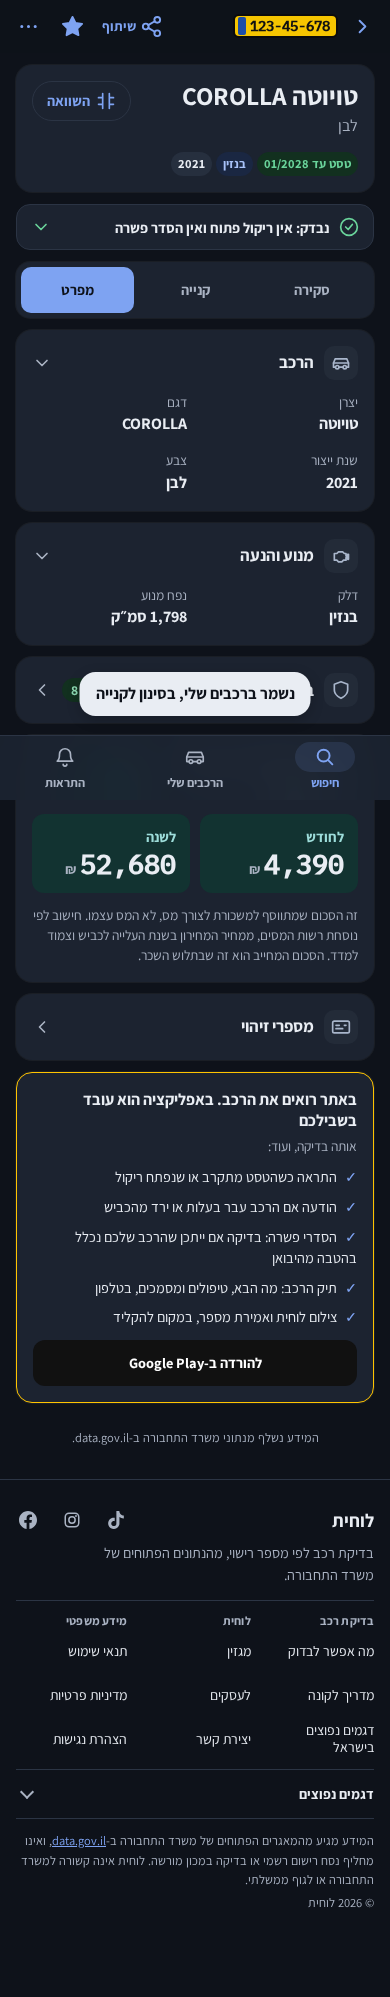 123-45-678
שיתוף
טויוטה COROLLA
השוואה
לבן
טסט עד 01/2028
בנזין
2021
נבדק: אין ריקול פתוח ואין הסדר פשרה
סקירה
קנייה
מפרט
הרכב
יצרן
דגם
טויוטה
COROLLA
שנת ייצור
צבע
2021
לבן
מנוע והנעה
דלק
נפח מנוע
בנזין
1,798 סמ״ק
נשמר ברכבים שלי, בסינון לקנייה
8
חיפוש
הרכבים שלי
התראות
לחודש
לשנה
4,390 ₪
52,680 ₪
זה הסכום שמתווסף למשכורת לצורך מס, לא המס עצמו. חישוב לפי
נוסחת רשות המסים, ממחיר המחירון בשנת העלייה לכביש וצמוד
למדד. הסכום המחייב הוא זה שבתלוש השכר.
מספרי זיהוי
באתר רואים את הרכב. באפליקציה הוא עובד
בשבילכם
אותה בדיקה, ועוד:
✓ התראה כשהטסט מתקרב או שנפתח ריקול
✓ הודעה אם הרכב עבר בעלות או ירד מהכביש
✓ הסדרי פשרה: בדיקה אם ייתכן שהרכב שלכם נכלל
בהטבה מהיבואן
✓ תיק הרכב: מה הבא, טיפולים ומסמכים, בטלפון
✓ צילום לוחית ואמירת מספר, במקום להקליד
להורדה ב-Google Play
המידע נשלף מנתוני משרד התחבורה ב-data.gov.il.
לוחית
בדיקת רכב לפי מספר רישוי, מהנתונים הפתוחים של
משרד התחבורה.
בדיקת רכב
לוחית
מידע משפטי
מה אפשר לבדוק
מגזין
תנאי שימוש
מדריך לקונה
לעסקים
מדיניות פרטיות
דגמים נפוצים
בישראל
יצירת קשר
הצהרת נגישות
דגמים נפוצים
המידע מגיע מהמאגרים הפתוחים של משרד התחבורה ב-data.gov.il, ואינו
מחליף נסח רישום רשמי או בדיקה במכון מורשה. לוחית אינה קשורה למשרד
התחבורה או לגוף ממשלתי.
© 2026 לוחית